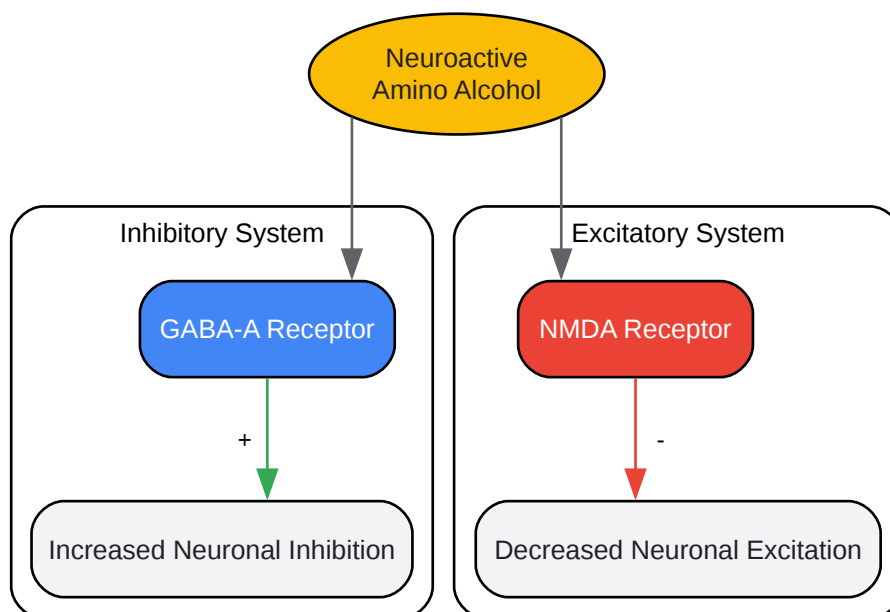 Neuroactive
Amino Alcohol
Inhibitory System
Excitatory System
GABA-A Receptor
NMDA Receptor
+
-
Increased Neuronal Inhibition
Decreased Neuronal Excitation